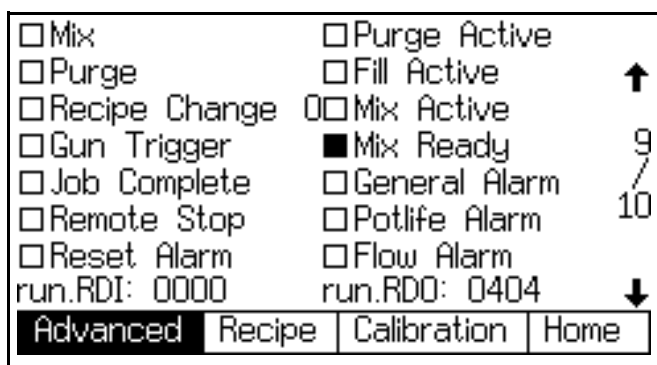 □Mix □Purge Active
□Purge □Fill Active ↑
□Recipe Change 0□Mix Active
□Gun Trigger ■Mix Ready 9
□Job Complete □General Alarm /
□Remote Stop □Potlife Alarm 10
□Reset Alarm □Flow Alarm
run.RDI: 0000 run.RDO: 0404 ↓
Advanced Recipe Calibration Home